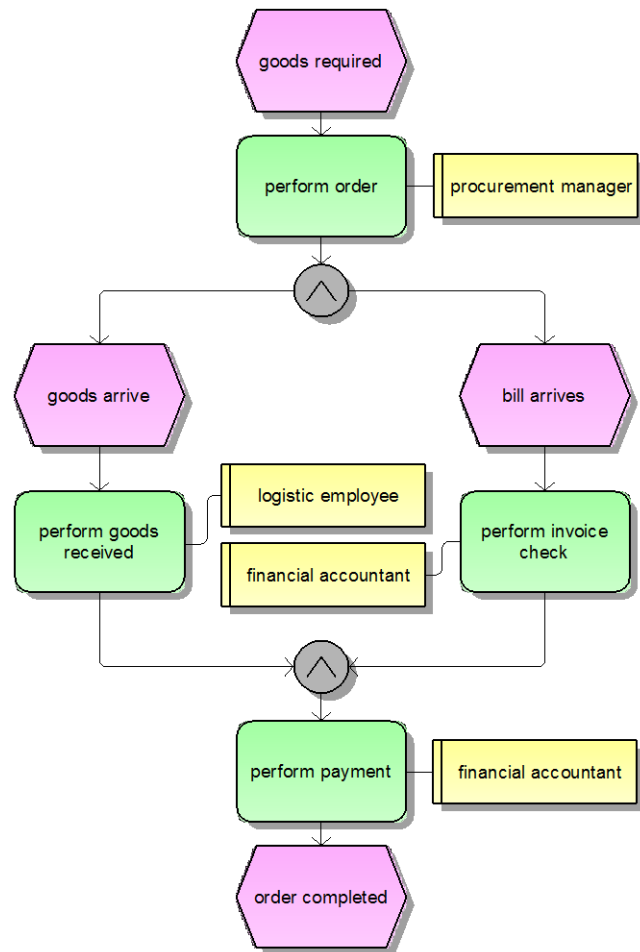 goods required
perform order
procurement manager
goods arrive
bill arrives
logistic employee
perform goods
received
financial accountant
perform invoice
check
perform payment
financial accountant
order completed